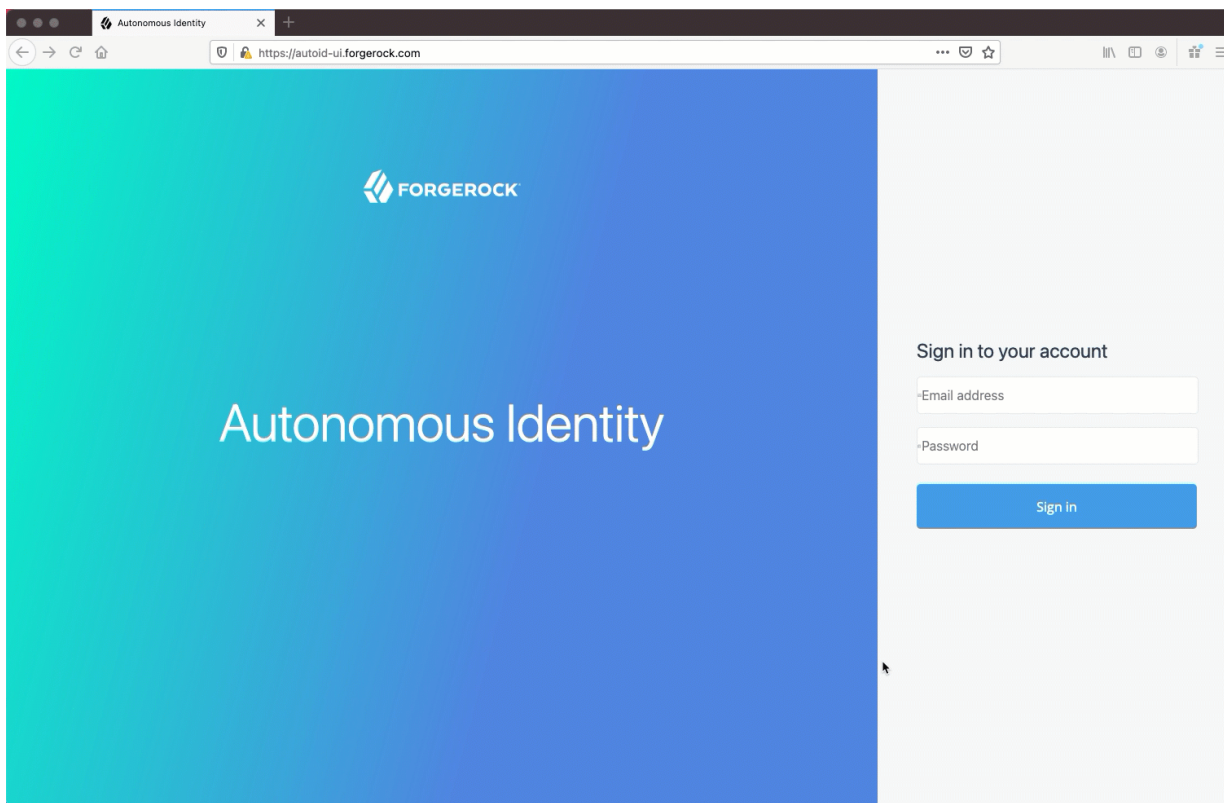 Autonomous Identity
https://autoid-ui.forgerock.com
FORGEROCK
Autonomous Identity
Sign in to your account
Email address
Password
Sign in